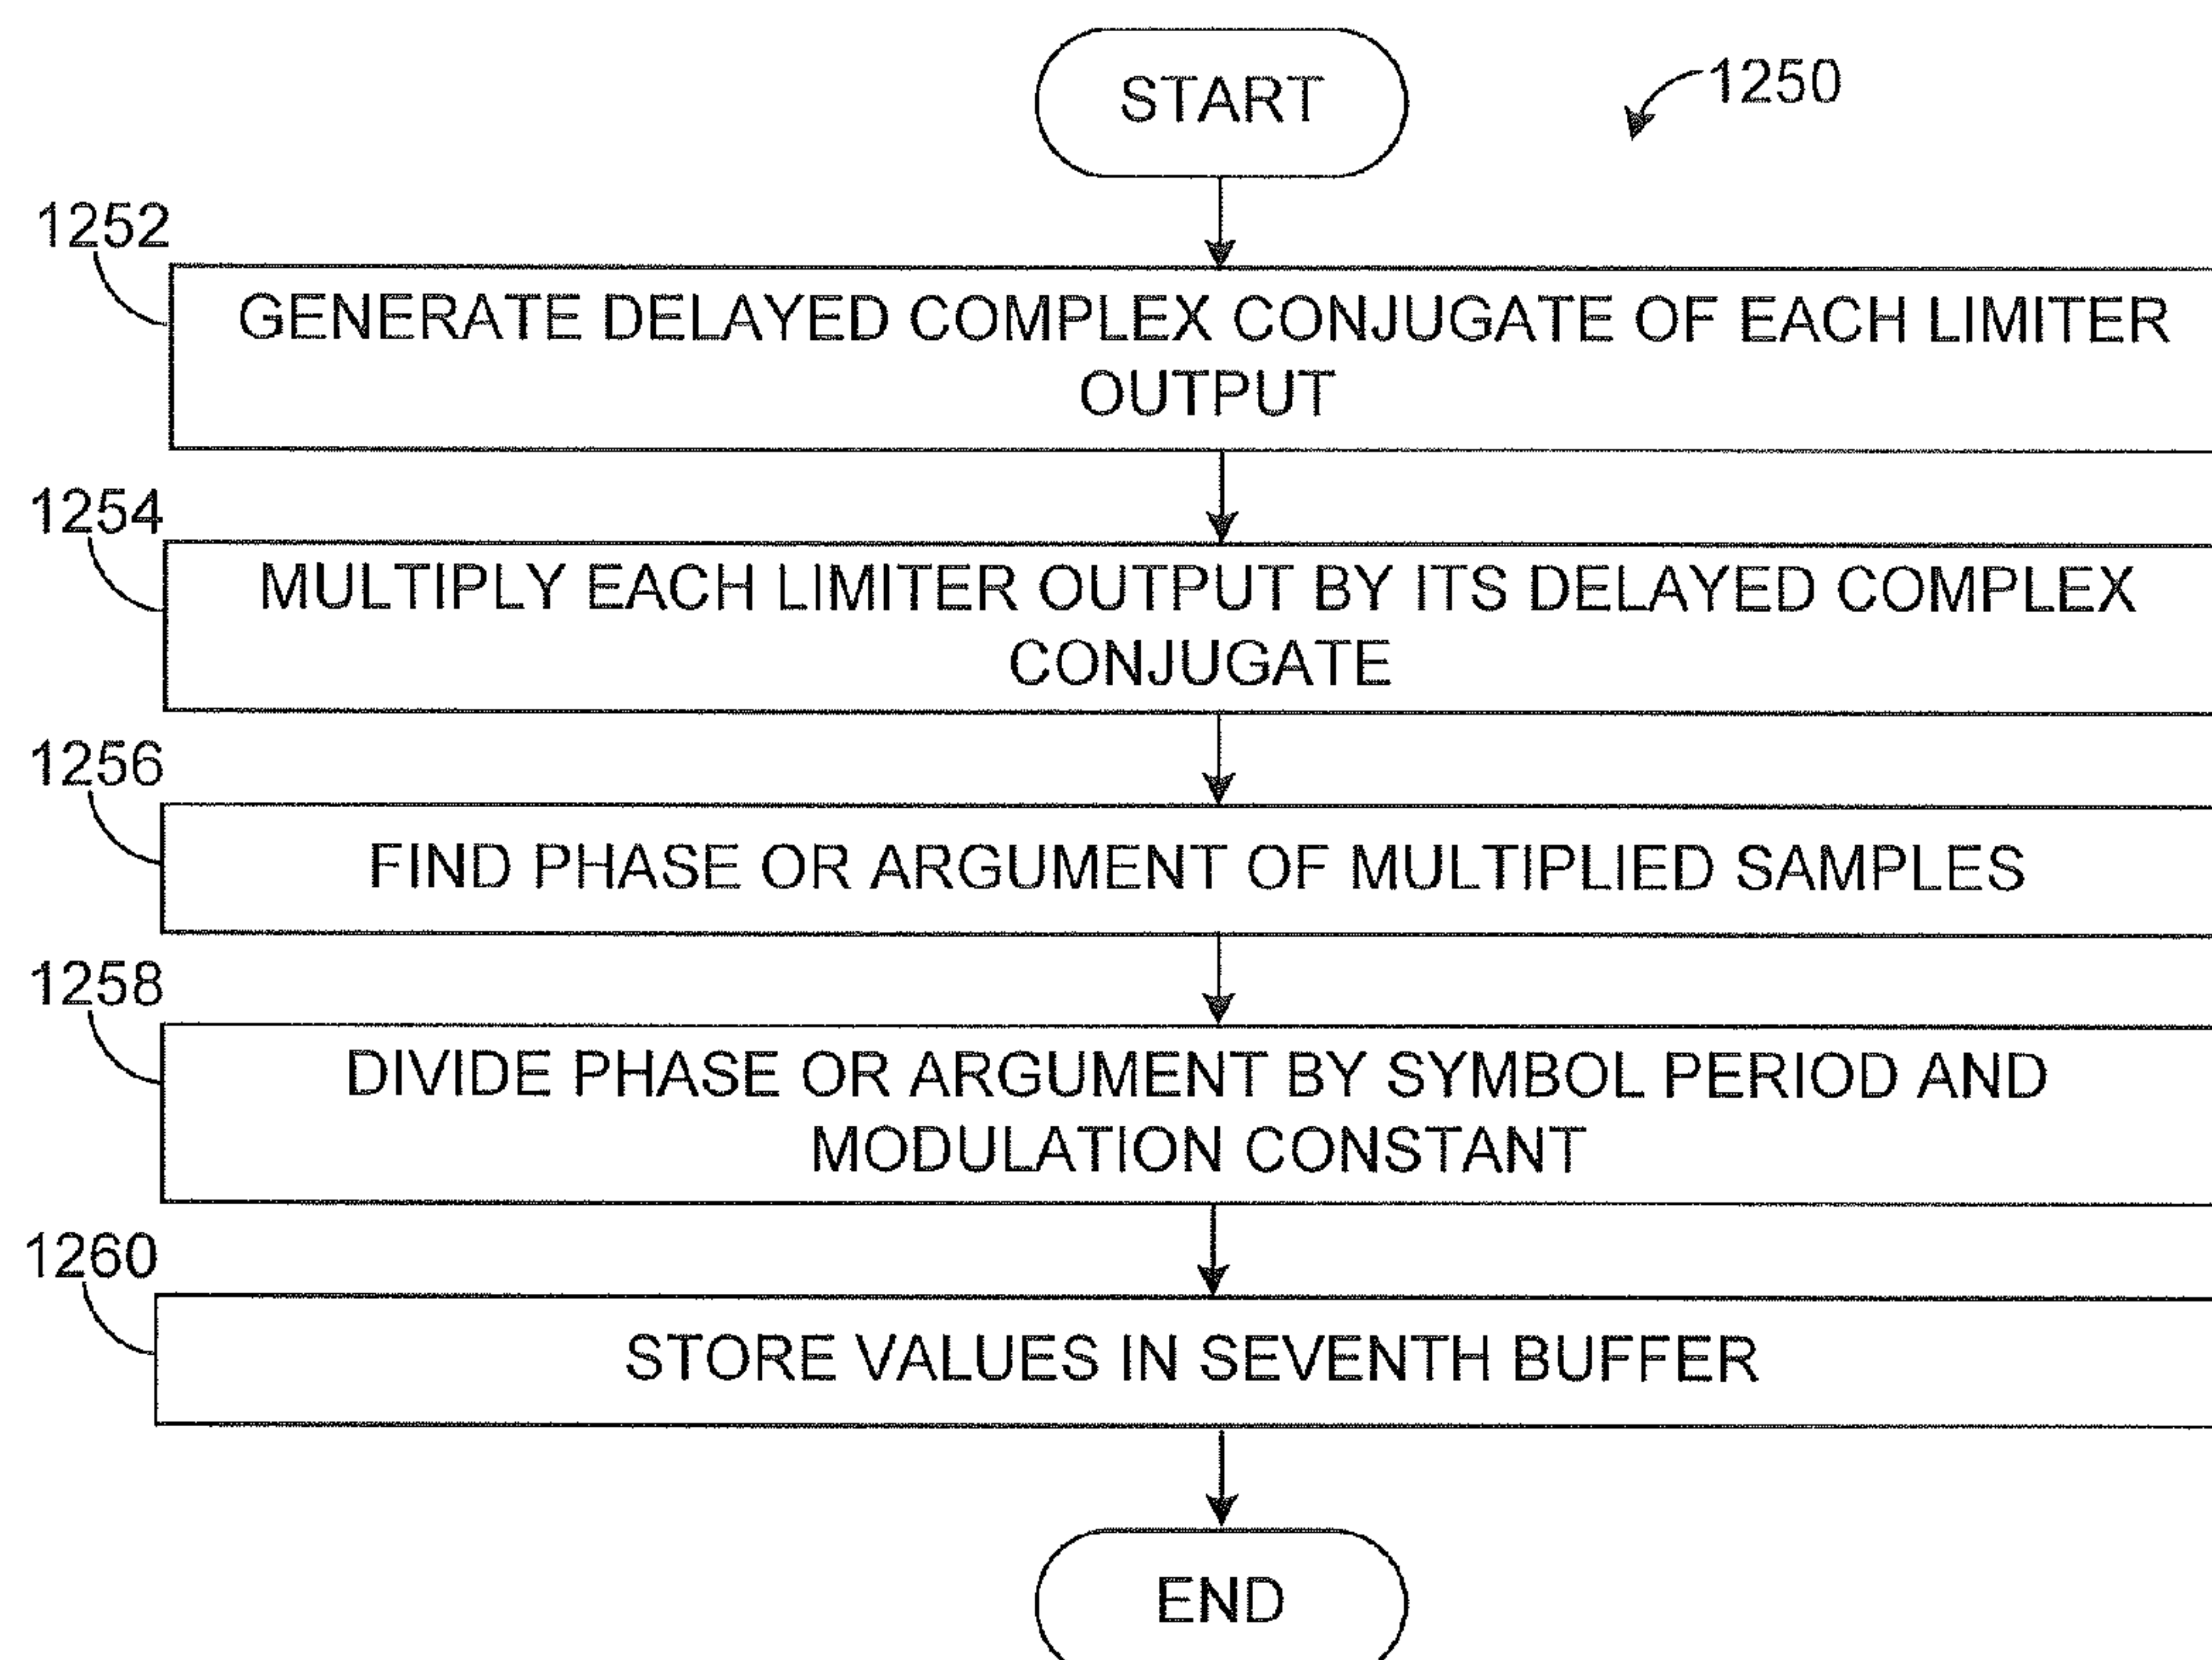 START
1250
1252
GENERATE DELAYED COMPLEX CONJUGATE OF EACH LIMITER
OUTPUT
1254
MULTIPLY EACH LIMITER OUTPUT BY ITS DELAYED COMPLEX
CONJUGATE
1256
FIND PHASE OR ARGUMENT OF MULTIPLIED SAMPLES
1258
DIVIDE PHASE OR ARGUMENT BY SYMBOL PERIOD AND
MODULATION CONSTANT
1260
STORE VALUES IN SEVENTH BUFFER
END